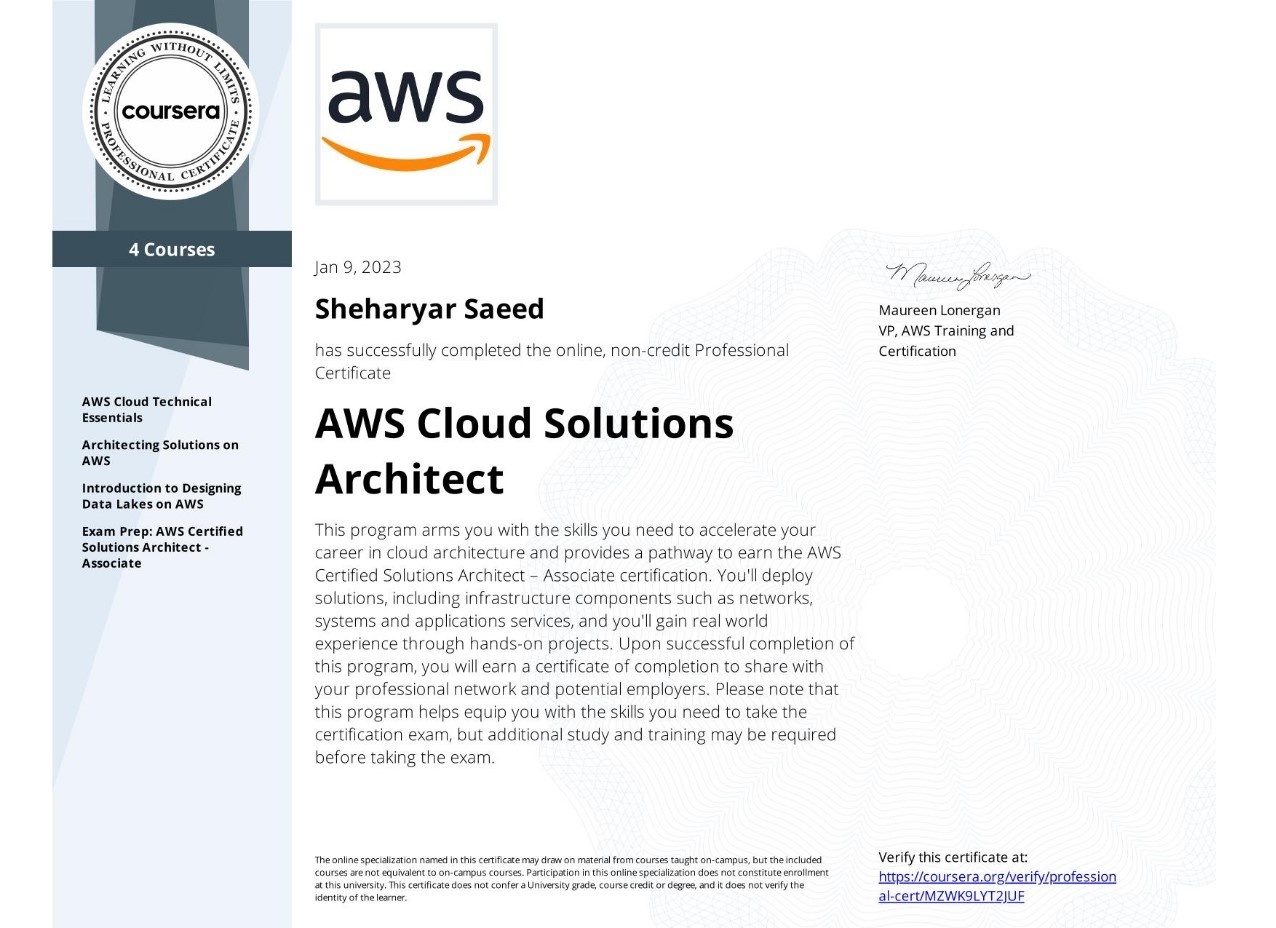 LEARNING WITHOUT LIMITS
coursera
PROFESSIONAL CERTIFICATE
aws
4 Courses
AWS Cloud Technical
Essentials
Architecting Solutions on
AWS
Introduction to Designing
Data Lakes on AWS
Exam Prep: AWS Certified
Solutions Architect -
Associate
Jan 9, 2023
Sheharyar Saeed
has successfully completed the online, non-credit Professional
Certificate
AWS Cloud Solutions
Architect
This program arms you with the skills you need to accelerate your
career in cloud architecture and provides a pathway to earn the AWS
Certified Solutions Architect – Associate certification. You'll deploy
solutions, including infrastructure components such as networks,
systems and applications services, and you'll gain real world
experience through hands-on projects. Upon successful completion of
this program, you will earn a certificate of completion to share with
your professional network and potential employers. Please note that
this program helps equip you with the skills you need to take the
certification exam, but additional study and training may be required
before taking the exam.
Maureen Lonergan
Maureen Lonergan
VP, AWS Training and
Certification
The online specialization named in this certificate may draw on material from courses taught on-campus, but the included
courses are not equivalent to on-campus courses. Participation in this online specialization does not constitute enrollment
at this university. This certificate does not confer a University grade, course credit or degree, and it does not verify the
identity of the learner.
Verify this certificate at:
https://coursera.org/verify/profession
al-cert/MZWK9LYT2JUF